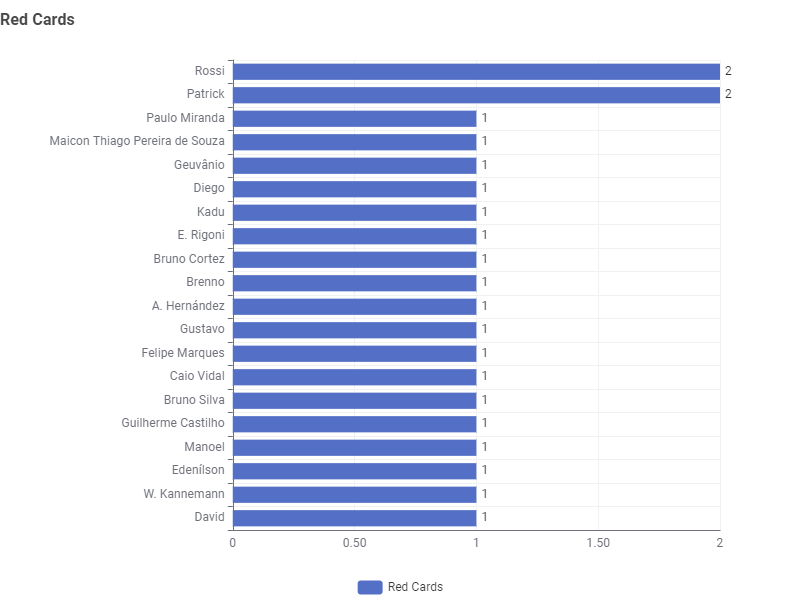 Red Cards
Rossi 2
Patrick 2
Paulo Miranda 1
Maicon Thiago Pereira de Souza 1
Geuvânio 1
Diego 1
Kadu 1
E. Rigoni 1
Bruno Cortez 1
Brenno 1
A. Hernández 1
Gustavo 1
Felipe Marques 1
Caio Vidal 1
Bruno Silva 1
Guilherme Castilho 1
Manoel 1
Edenílson 1
W. Kannemann 1
David 1
0 0.50 1 1.50 2
Red Cards